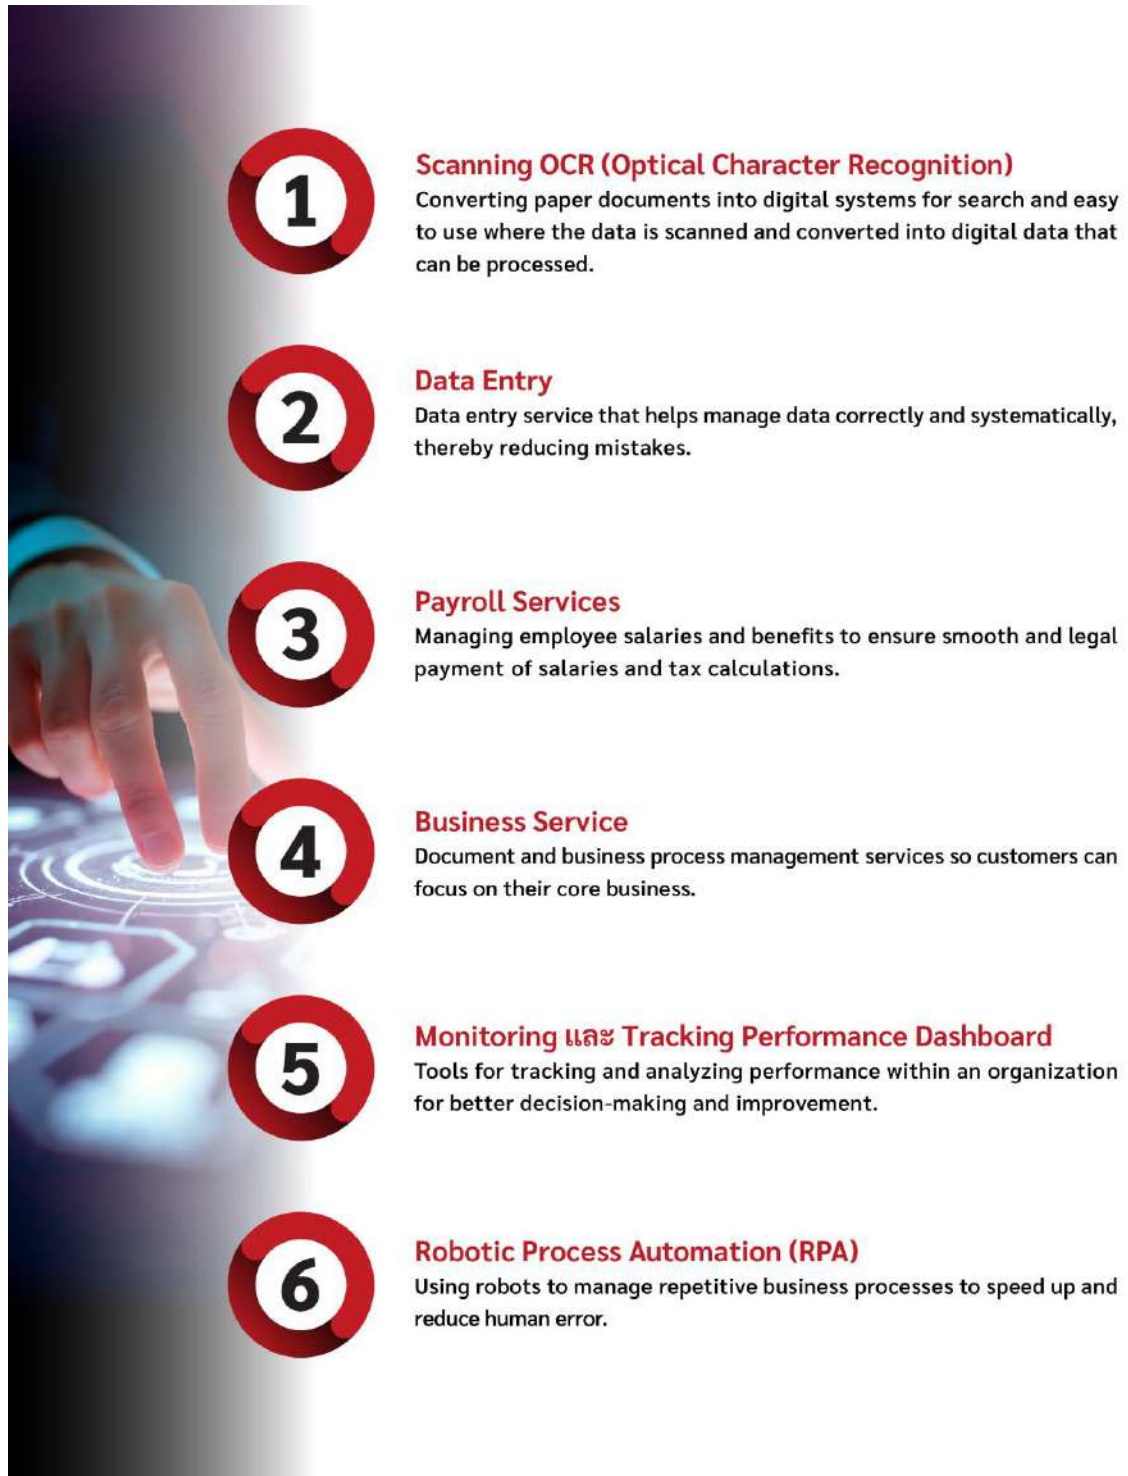 1
Scanning OCR (Optical Character Recognition)
Converting paper documents into digital systems for search and easy
to use where the data is scanned and converted into digital data that
can be processed.
2
Data Entry
Data entry service that helps manage data correctly and systematically,
thereby reducing mistakes.
3
Payroll Services
Managing employee salaries and benefits to ensure smooth and legal
payment of salaries and tax calculations.
4
Business Service
Document and business process management services so customers can
focus on their core business.
5
Monitoring และ Tracking Performance Dashboard
Tools for tracking and analyzing performance within an organization
for better decision-making and improvement.
6
Robotic Process Automation (RPA)
Using robots to manage repetitive business processes to speed up and
reduce human error.